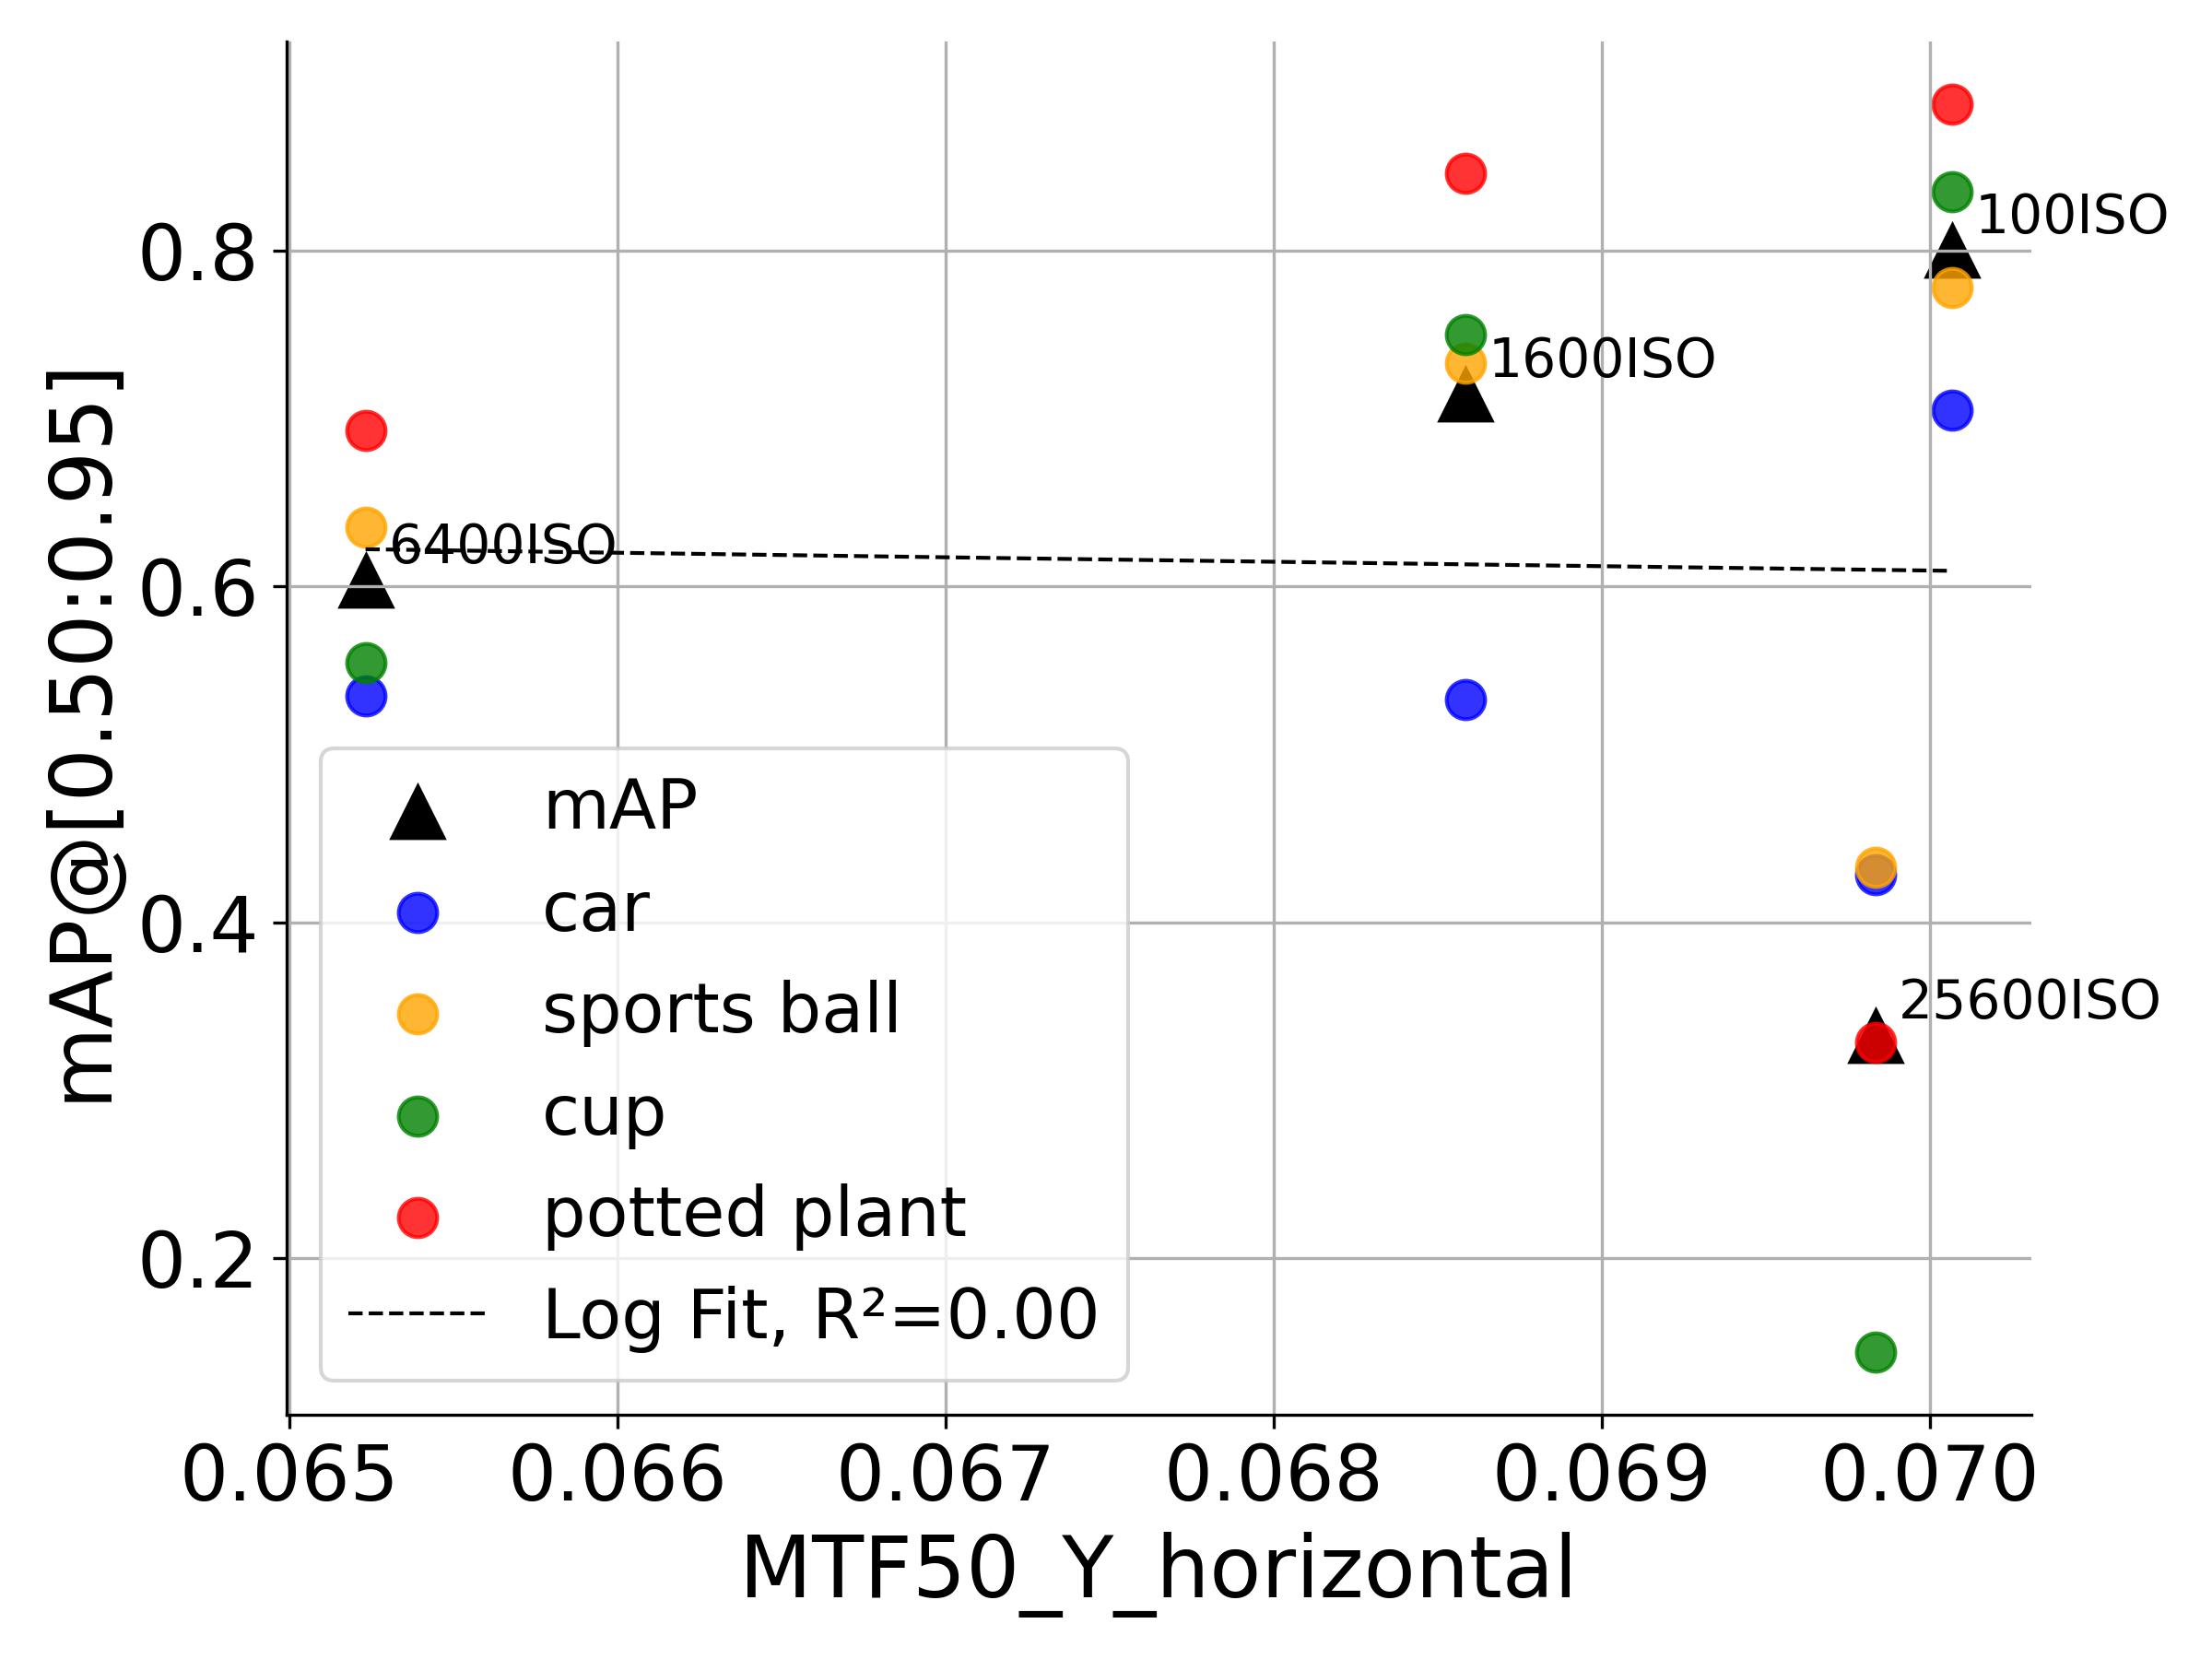 mAP@[0.50:0.95]
0.8
0.6
0.4
0.2
100ISO
1600ISO
6400ISO
25600ISO
mAP
car
sports ball
cup
potted plant
Log Fit, R²=0.00
0.065 0.066 0.067 0.068 0.069 0.070
MTF50_Y_horizontal